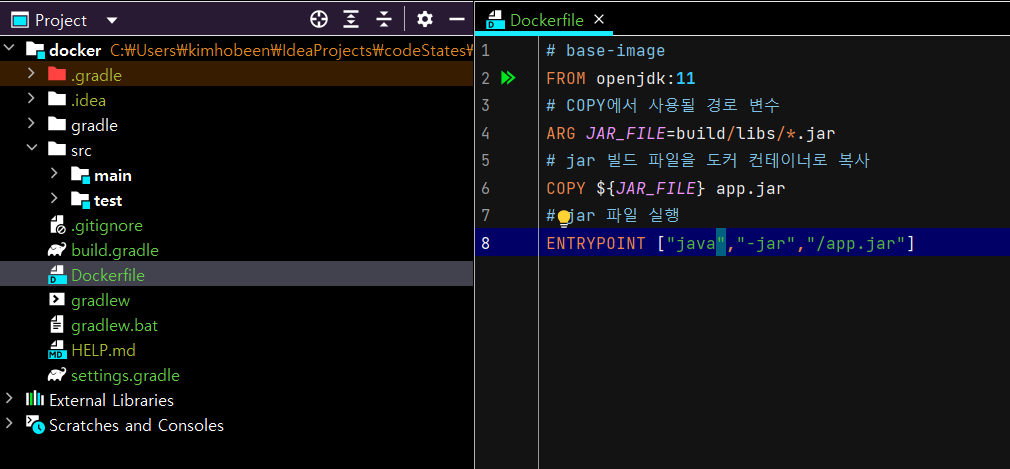 Project
docker C:₩Users₩kimhobeen₩IdeaProjects₩codeStates₩
.gradle
.idea
gradle
src
main
test
.gitignore
build.gradle
Dockerfile
gradlew
gradlew.bat
HELP.md
settings.gradle
External Libraries
Scratches and Consoles
Dockerfile
1 # base-image
2 FROM openjdk:11
3 # COPY에서 사용될 경로 변수
4 ARG JAR_FILE=build/libs/*.jar
5 # jar 빌드 파일을 도커 컨테이너로 복사
6 COPY ${JAR_FILE} app.jar
7 # jar 파일 실행
8 ENTRYPOINT ["java","-jar","/app.jar"]